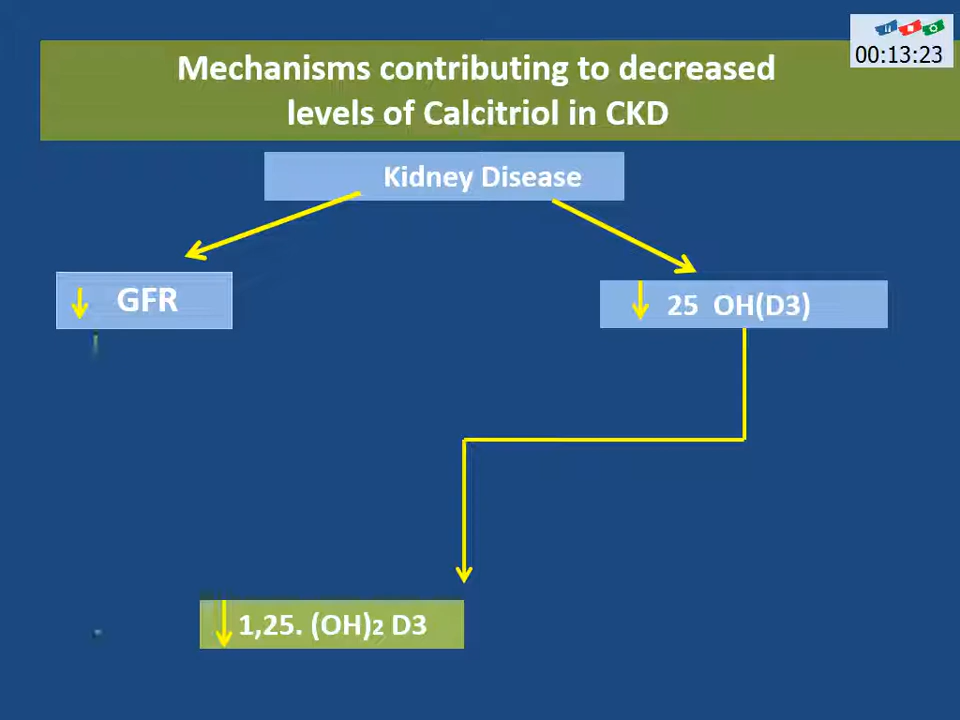 00:13:23
Mechanisms contributing to decreased
levels of Calcitriol in CKD
Kidney Disease
GFR
25 OH(D3)
1,25. (OH)2 D3